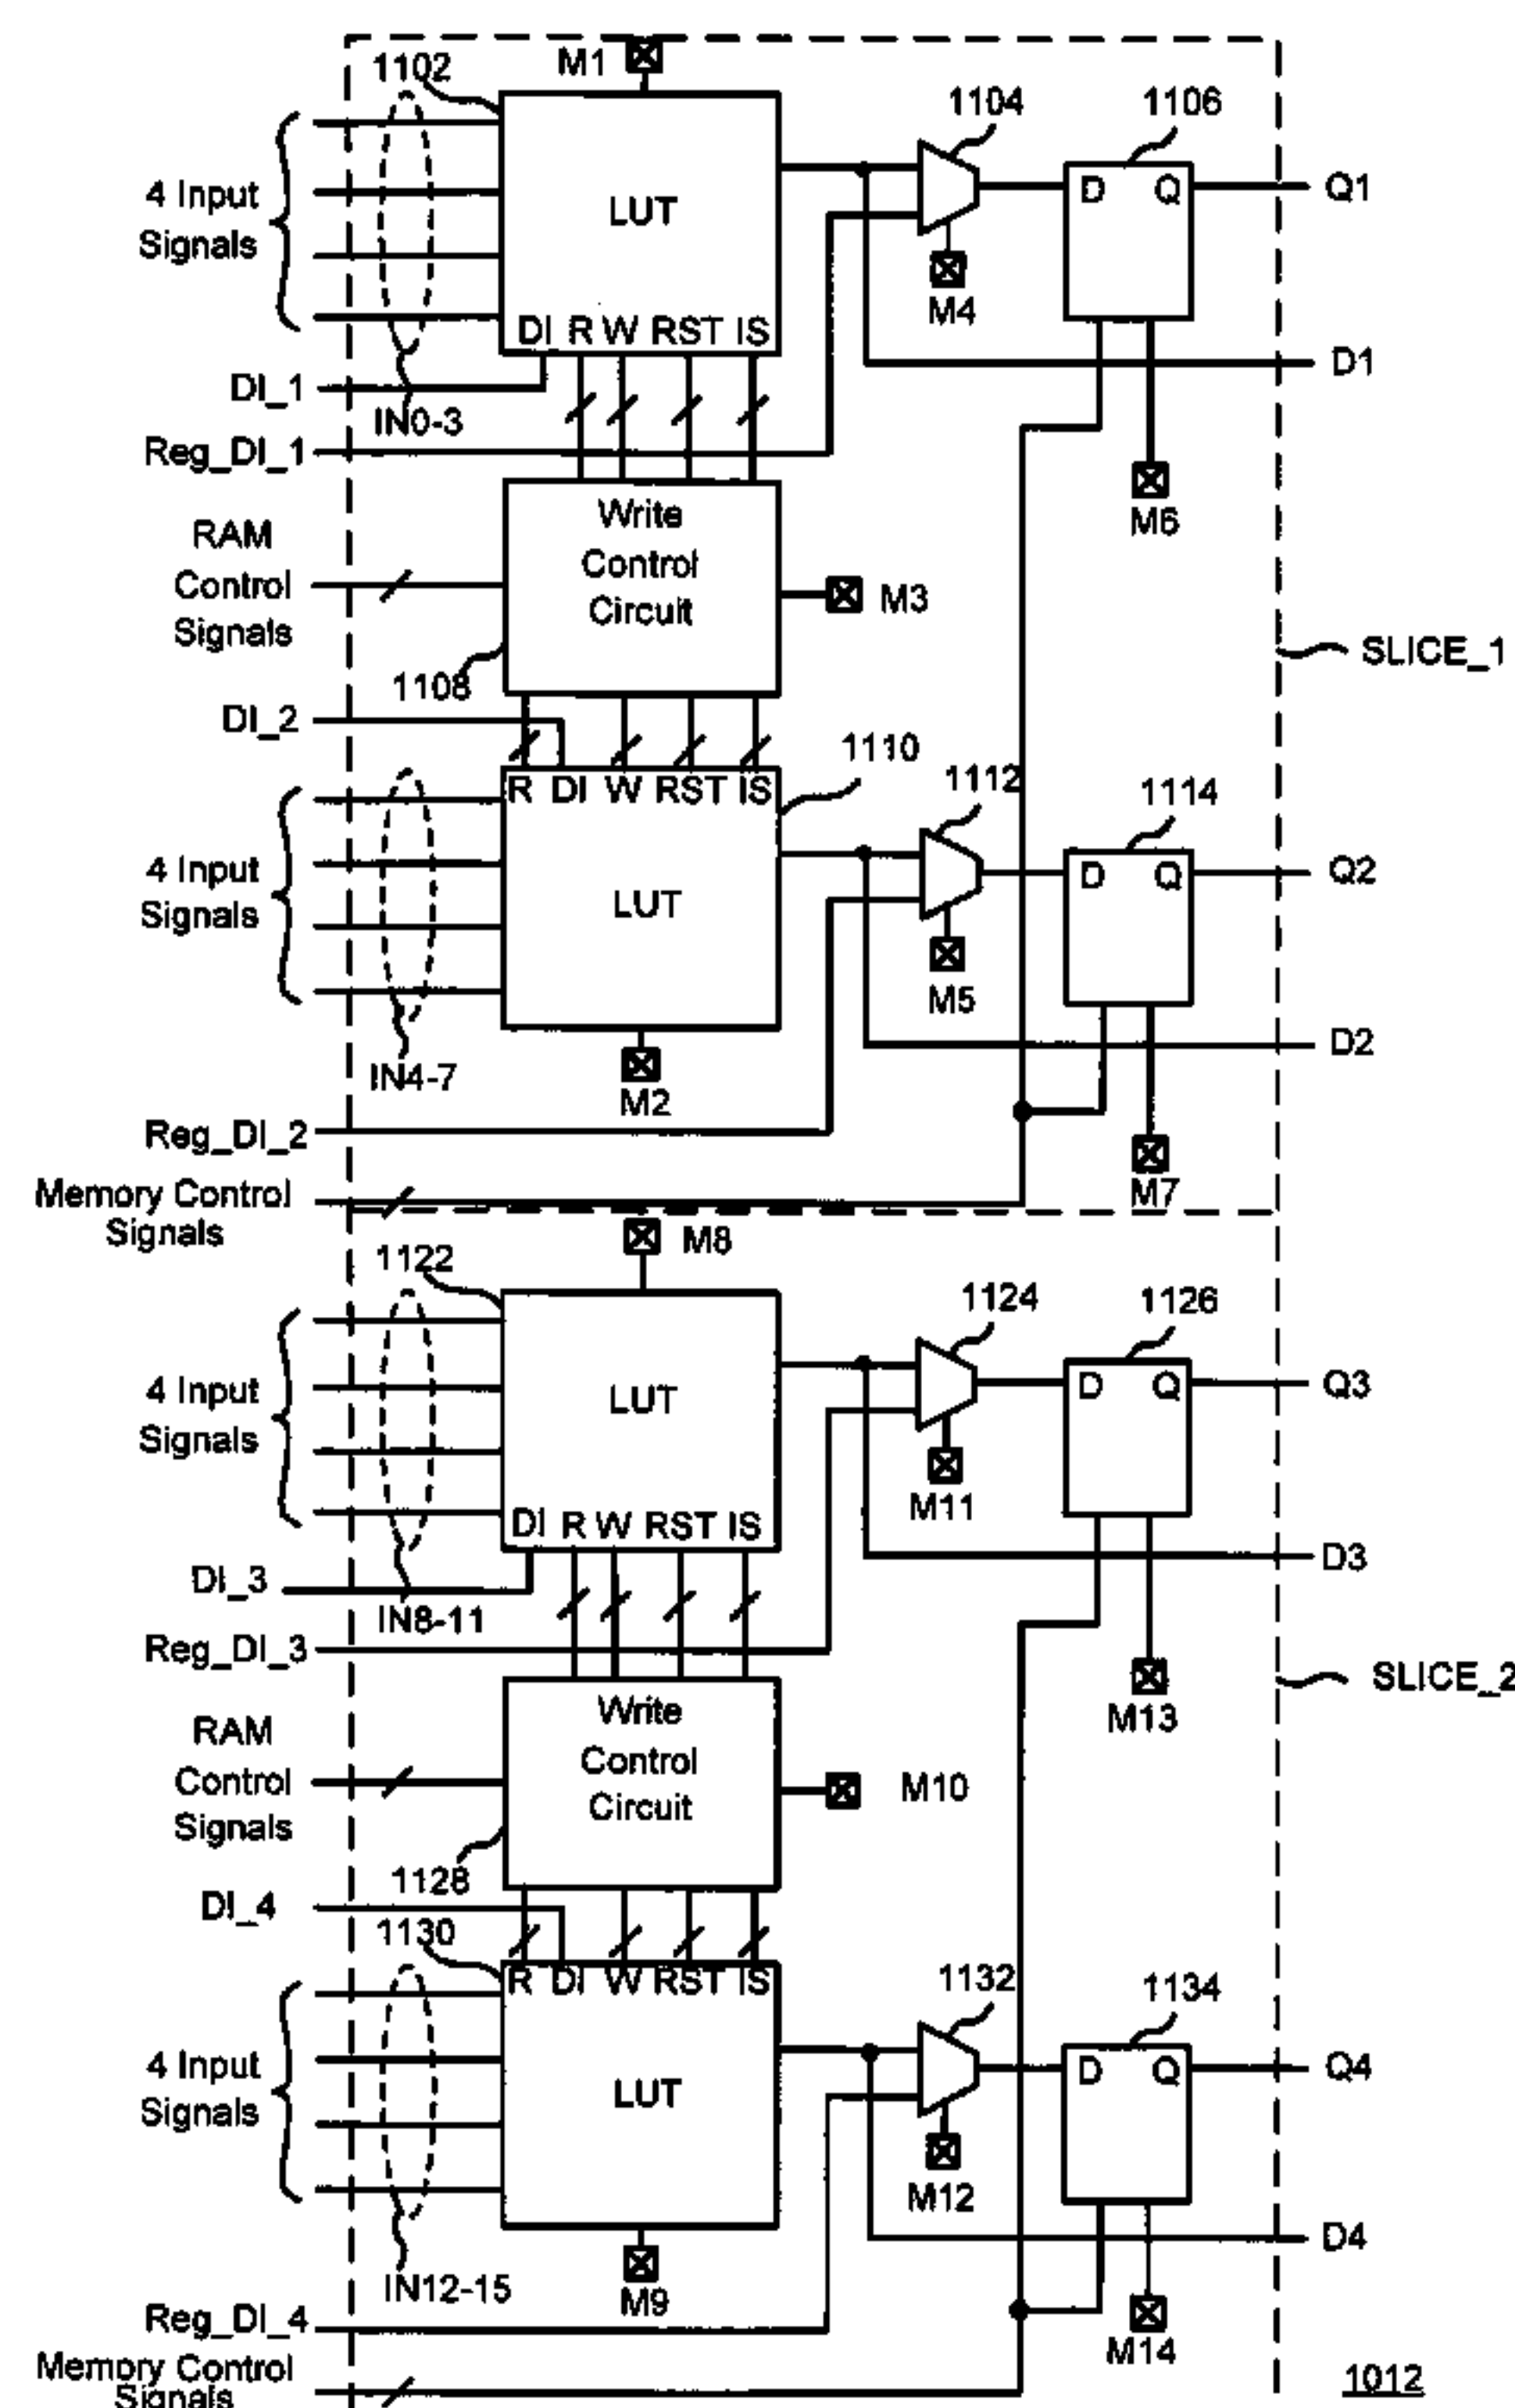 M1
1102
1104
1106
4 Input
Signals
LUT
D Q
Q1
M4
DI R W RST IS
D1
DI_1
IN0-3
Reg_DI_1
M6
RAM
Control
Signals
Write
Control
Circuit
M3
SLICE_1
1108
DI_2
1110
1112
1114
R DI W RST IS
4 Input
Signals
LUT
D Q
Q2
M5
D2
IN4-7
M2
Reg_DI_2
M7
Memory Control
Signals
M8
1122
1124
1126
4 Input
Signals
LUT
D Q
Q3
M11
DI R W RST IS
D3
DI_3
IN8-11
Reg_DI_3
M13
SLICE_2
RAM
Control
Signals
Write
Control
Circuit
M10
1128
DI_4
1130
1132
1134
R DI W RST IS
4 Input
Signals
LUT
D Q
Q4
M12
D4
IN12-15
M9
Reg_DI_4
M14
Memory Control
Signals
1012